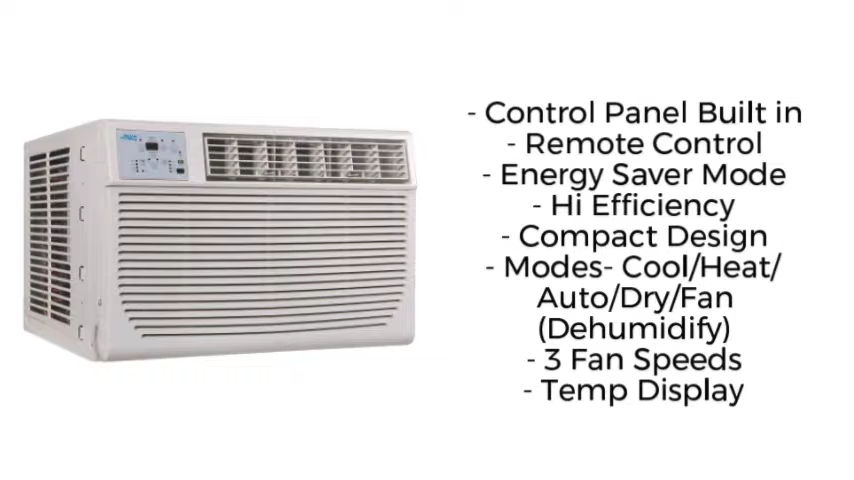 - Control Panel Built in
- Remote Control
- Energy Saver Mode
- Hi Efficiency
- Compact Design
- Modes- Cool/Heat/
Auto/Dry/Fan
(Dehumidify)
- 3 Fan Speeds
- Temp Display